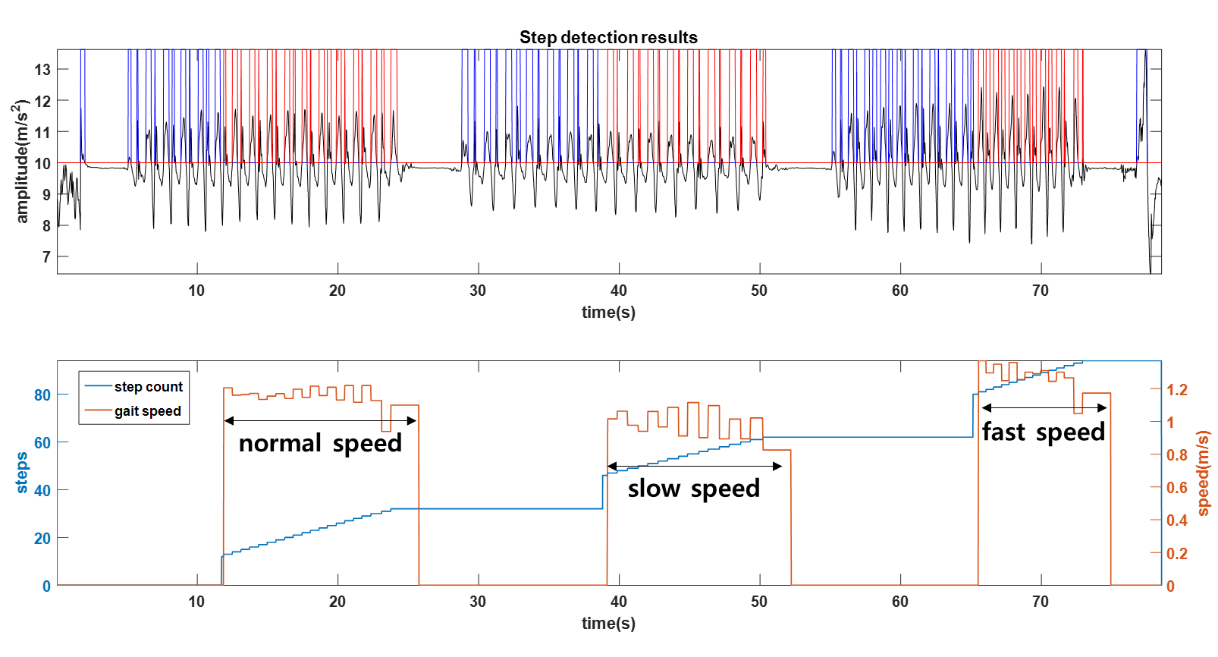 Step detection results
amplitude(m/s²)
13
12
11
10
9
8
7
10 20 30 40 50 60 70
time(s)
step count
gait speed
normal speed
slow speed
fast speed
steps
80
60
40
20
0
speed(m/s)
1.2
1
0.8
0.6
0.4
0.2
0
10 20 30 40 50 60 70
time(s)